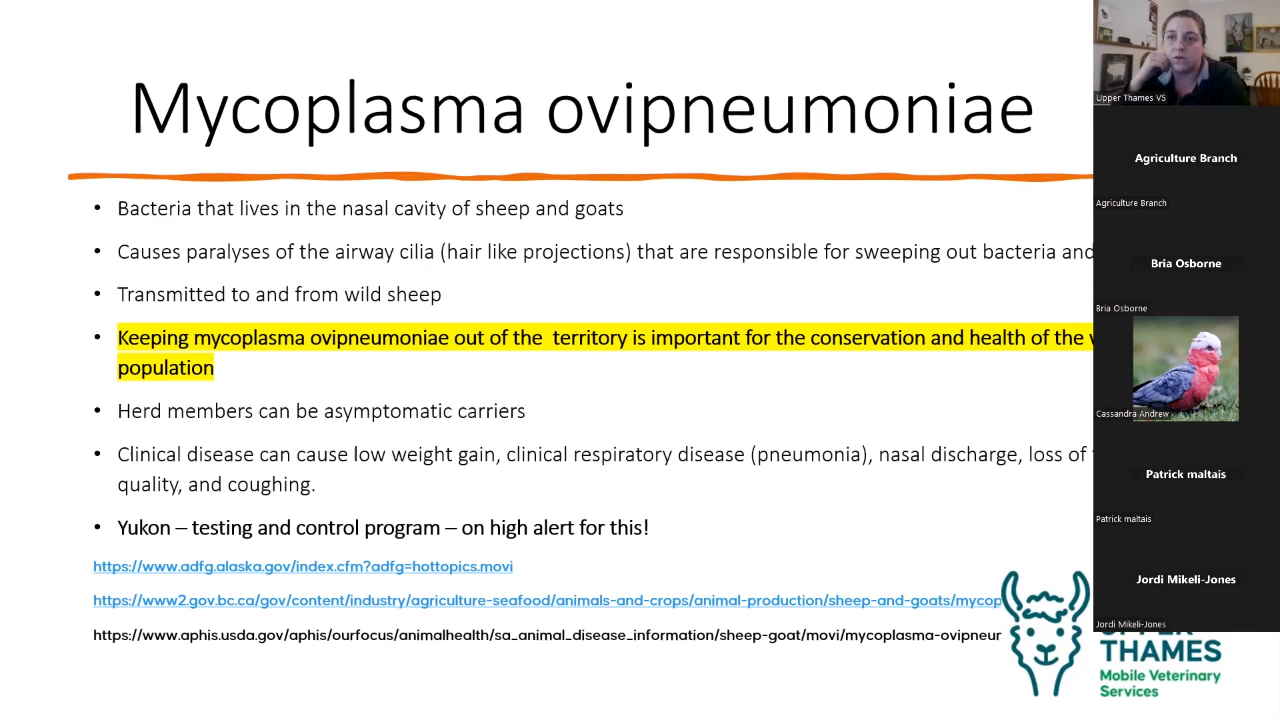 Mycoplasma ovipneumoniae
• Bacteria that lives in the nasal cavity of sheep and goats
• Causes paralyses of the airway cilia (hair like projections) that are responsible for sweeping out bacteria and
• Transmitted to and from wild sheep
• Keeping mycoplasma ovipneumoniae out of the territory is important for the conservation and health of the
population
• Herd members can be asymptomatic carriers
• Clinical disease can cause low weight gain, clinical respiratory disease (pneumonia), nasal discharge, loss of
quality, and coughing.
• Yukon – testing and control program – on high alert for this!
https://www.adfg.alaska.gov/index.cfm?adfg=hottopics.movi
https://www2.gov.bc.ca/gov/content/industry/agriculture-seafood/animals-and-crops/animal-production/sheep-and-goats/mycop
https://www.aphis.usda.gov/aphis/ourfocus/animalhealth/sa_animal_disease_information/sheep-goat/movi/mycoplasma-ovipneur
Upper Thames VS
Agriculture Branch
Agriculture Branch
Bria Osborne
Bria Osborne
Cassandra Andrew
Patrick maltais
Patrick maltais
Jordi Mikeli-Jones
Jordi Mikeli-Jones
UPPER
THAMES
Mobile Veterinary
Services